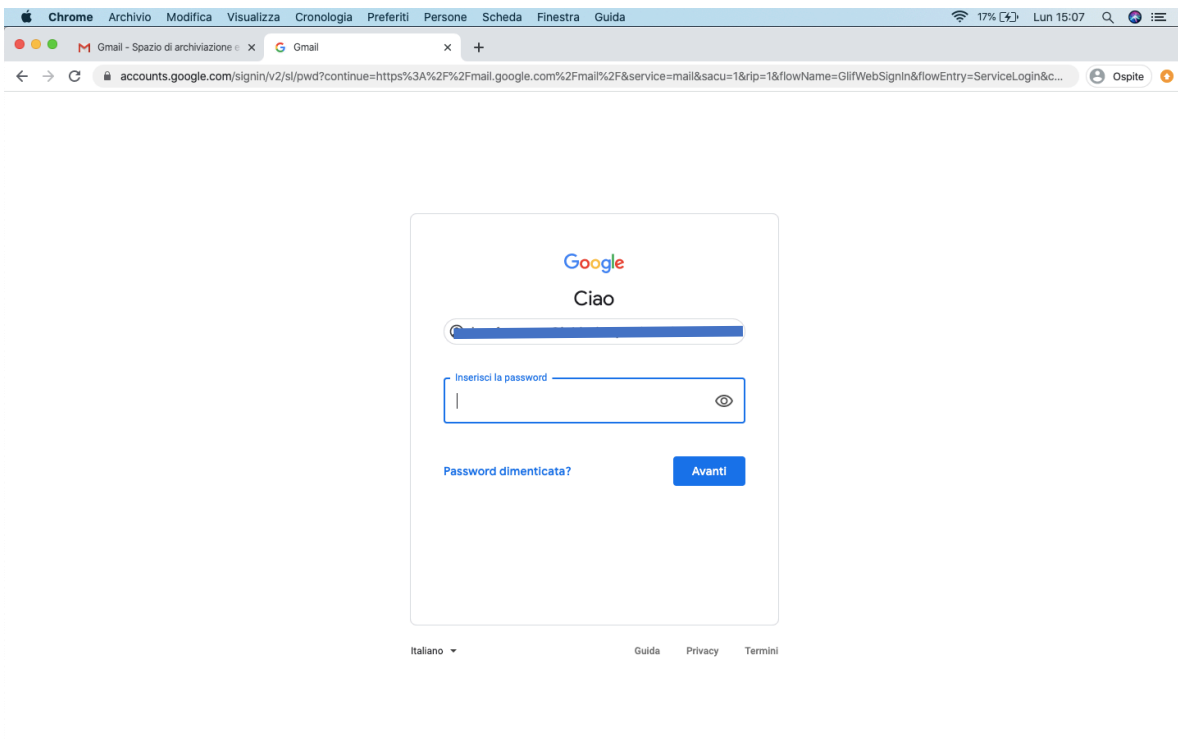 Chrome Archivio Modifica Visualizza Cronologia Preferiti Persone Scheda Finestra Guida 17% Lun 15:07
Gmail - Spazio di archiviazione e Gmail
accounts.google.com/signin/v2/sl/pwd?continue=https%3A%2F%2Fmail.google.com%2Fmail%2F&service=mail&sacu=1&rip=1&flowName=GlifWebSignIn&flowEntry=ServiceLogin&c... Ospite
Google
Ciao
Inserisci la password
Password dimenticata? Avanti
Italiano Guida Privacy Termini